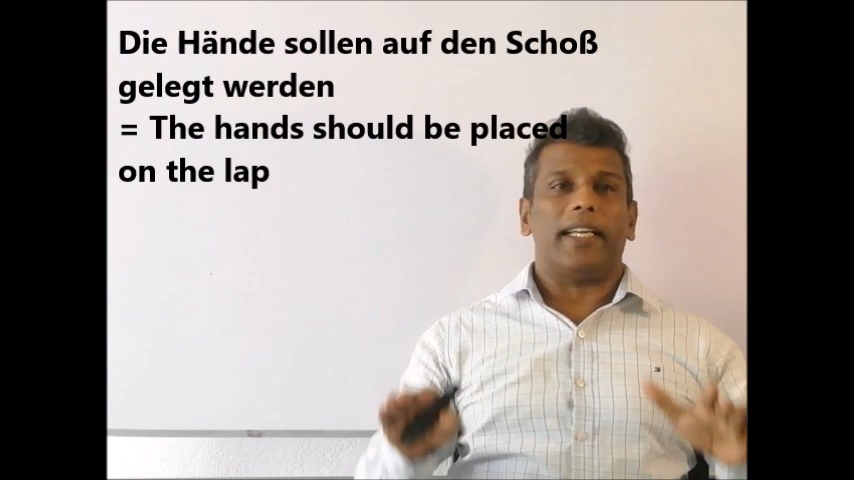 Die Hände sollen auf den Schoß
gelegt werden
= The hands should be placed
on the lap